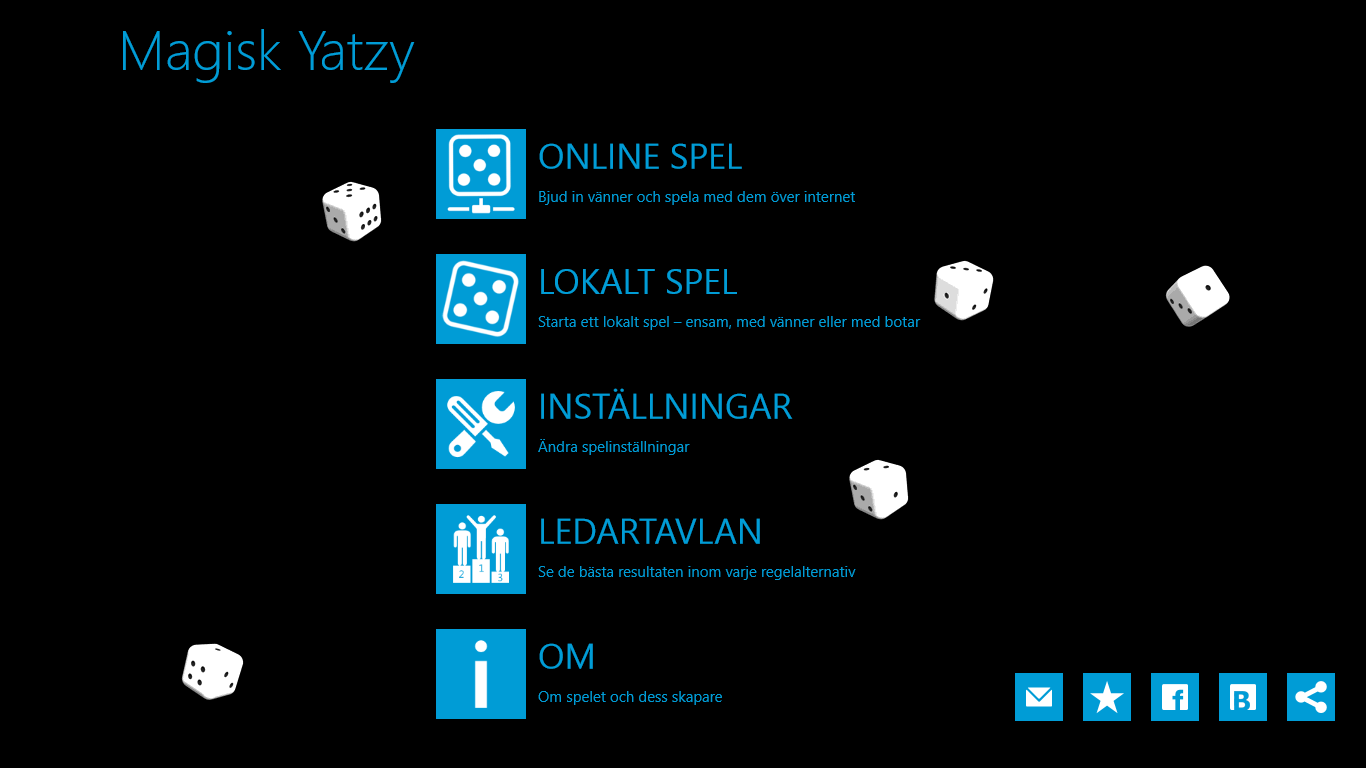 Magisk Yatzy
ONLINE SPEL
Bjud in vänner och spela med dem över internet
LOKALT SPEL
Starta ett lokalt spel – ensam, med vänner eller med botar
INSTÄLLNINGAR
Ändra spelinställningar
2 1 3
LEDARTAVLAN
Se de bästa resultaten inom varje regelalternativ
OM
Om spelet och dess skapare